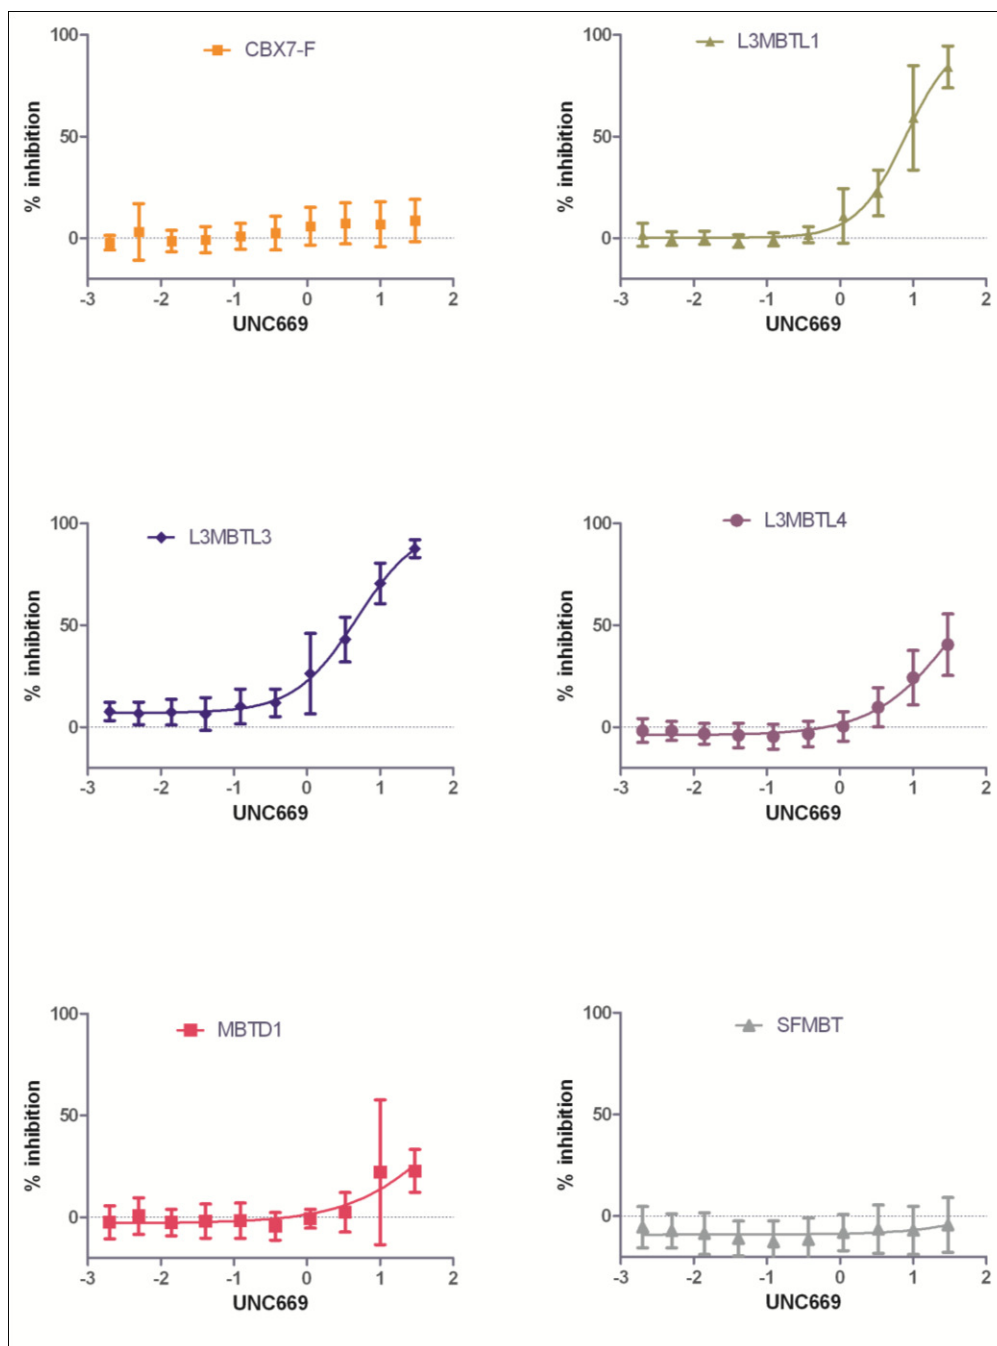 CBX7-F
% inhibition
100
50
0
-3 -2 -1 0 1 2
UNC669
L3MBTL1
% inhibition
100
50
0
-3 -2 -1 0 1 2
UNC669
L3MBTL3
% inhibition
100
50
0
-3 -2 -1 0 1 2
UNC669
L3MBTL4
% inhibition
100
50
0
-3 -2 -1 0 1 2
UNC669
MBTD1
% inhibition
100
50
0
-3 -2 -1 0 1 2
UNC669
SFMBT
% inhibition
100
50
0
-3 -2 -1 0 1 2
UNC669